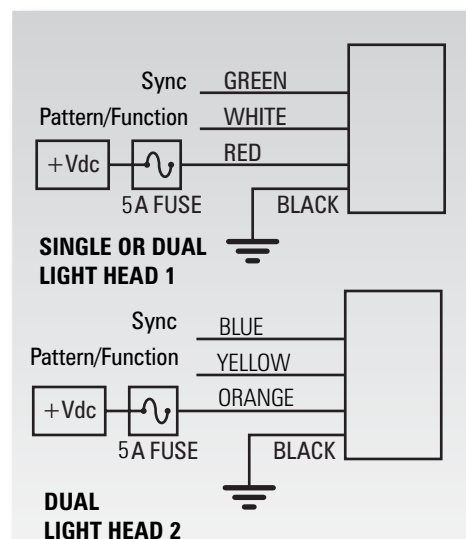 Sync GREEN
Pattern/Function WHITE
+Vdc RED
5A FUSE BLACK
SINGLE OR DUAL
LIGHT HEAD 1
Sync BLUE
Pattern/Function YELLOW
+Vdc ORANGE
5A FUSE BLACK
DUAL
LIGHT HEAD 2